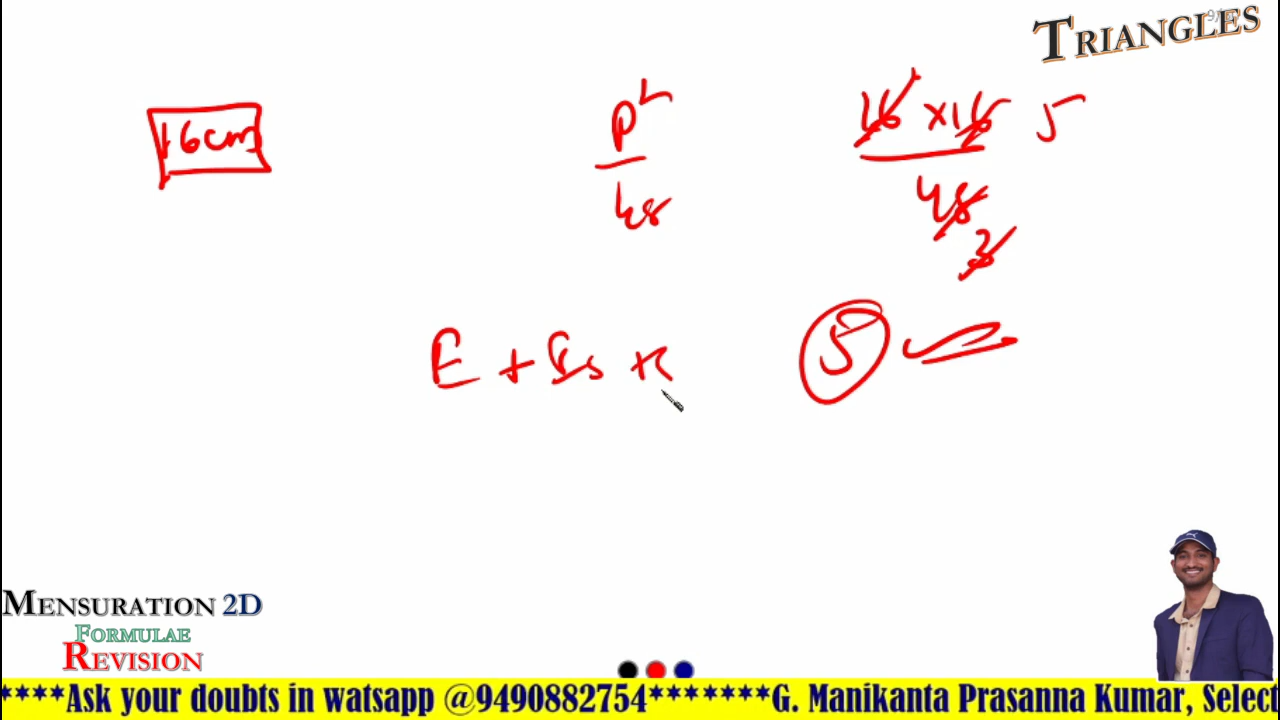 TRIANGLES
16cm
p²
48
16 × 16 5
48
3
E + Is + R
5
MENSURATION 2D
FORMULAE
REVISION
****Ask your doubts in watsapp @9490882754*******G. Manikanta Prasanna Kumar, Select